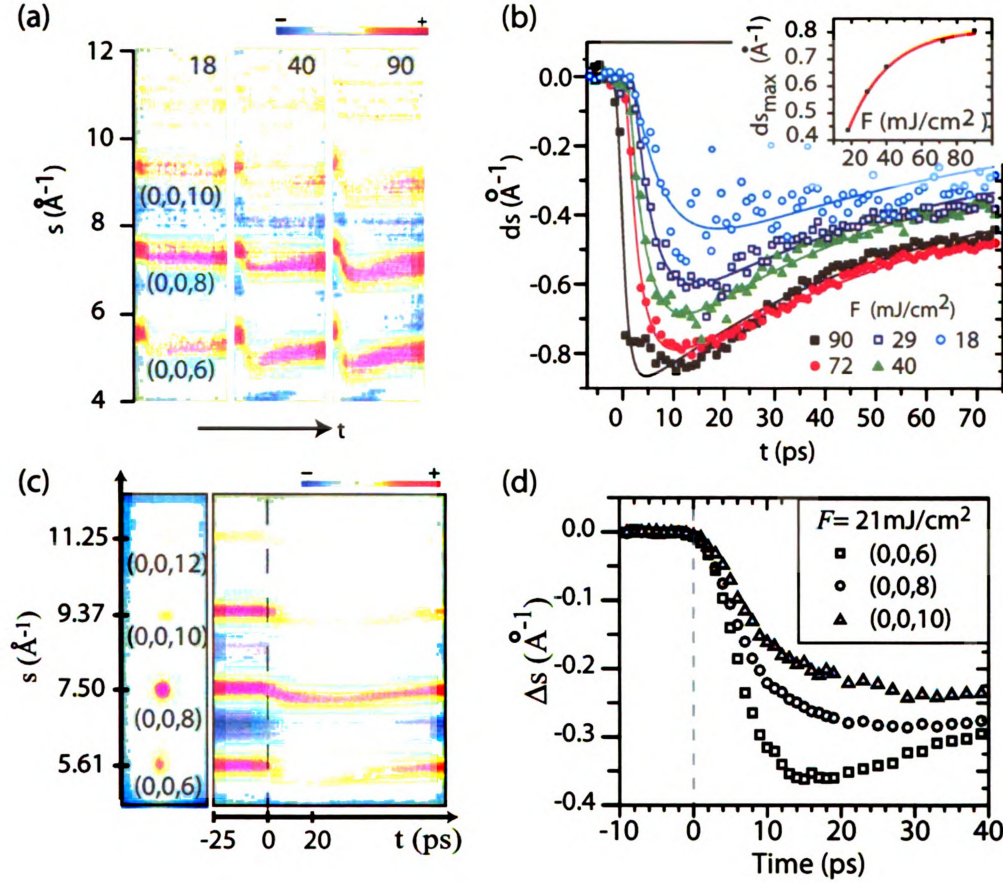 (a)
− +
12
10
8
6
4
s (Å⁻¹)
18 40 90
(0,0,10)
(0,0,8)
(0,0,6)
t
(b)
0.0
-0.2
-0.4
-0.6
-0.8
ds (Å⁻¹)
0.8
0.7
0.6
0.5
0.4
ds max (Å⁻¹)
F (mJ/cm²)
20 40 60 80 100
F (mJ/cm²)
90 29 18
72 40
0 10 20 30 40 50 60 70
t (ps)
(c)
− +
11.25
9.37
7.50
5.61
s (Å⁻¹)
(0,0,12)
(0,0,10)
(0,0,8)
(0,0,6)
-25 0 20 t (ps)
(d)
0.0
-0.1
-0.2
-0.3
-0.4
Δs (Å⁻¹)
F= 21mJ/cm²
(0,0,6)
(0,0,8)
(0,0,10)
-10 0 10 20 30 40
Time (ps)